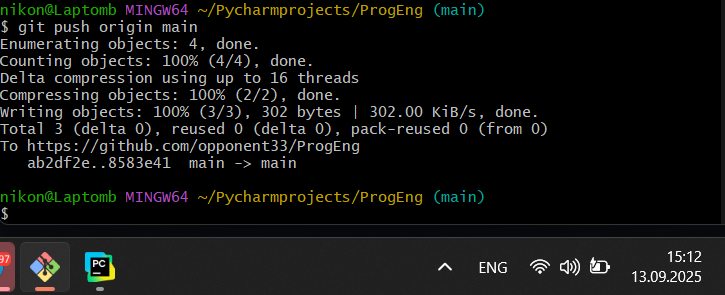 nikon@Laptomb MINGW64 ~/Pycharmprojects/ProgEng (main)
$ git push origin main
Enumerating objects: 4, done.
Counting objects: 100% (4/4), done.
Delta compression using up to 16 threads
Compressing objects: 100% (2/2), done.
Writing objects: 100% (3/3), 302 bytes | 302.00 KiB/s, done.
Total 3 (delta 0), reused 0 (delta 0), pack-reused 0 (from 0)
To https://github.com/opponent33/ProgEng
   ab2df2e..8583e41  main -> main
nikon@Laptomb MINGW64 ~/Pycharmprojects/ProgEng (main)
$
97
PC
ENG
15:12
13.09.2025